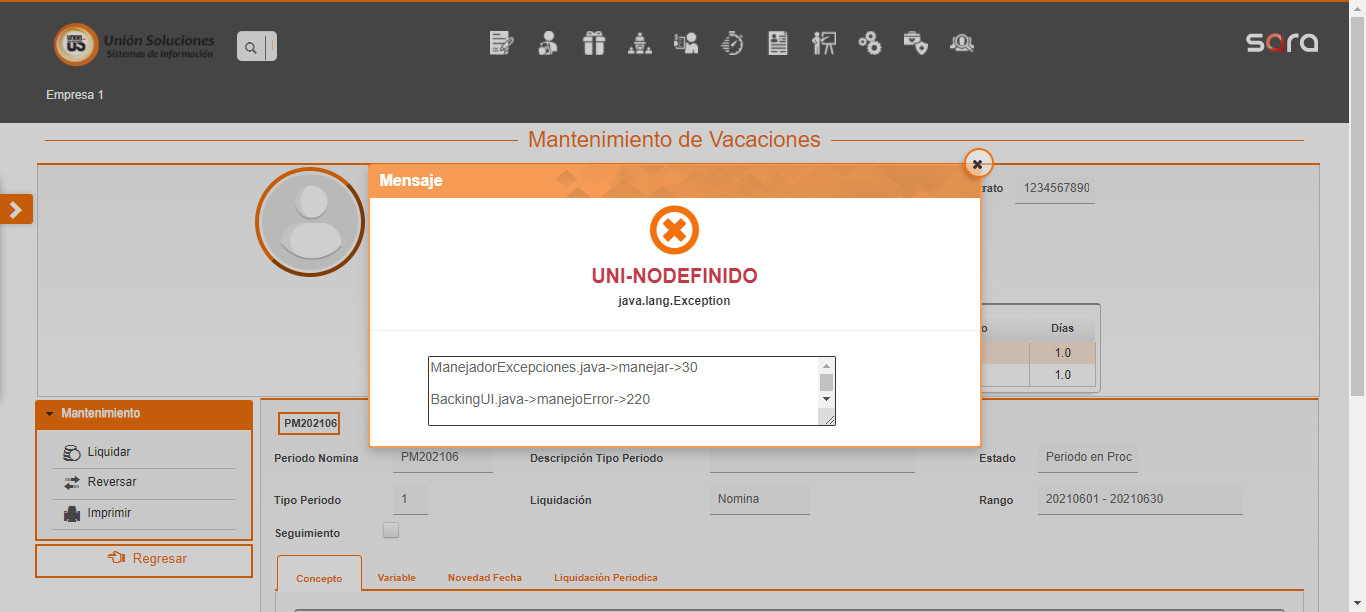 UNION
US
Unión Soluciones
Sistemas de Información
sara
Empresa 1
Mantenimiento de Vacaciones
Mensaje
UNI-NODEFINIDO
java.lang.Exception
ManejadorExcepciones.java->manejar->30
BackingUI.java->manejoError->220
rato 1234567890
o Días
1.0
1.0
Mantenimiento
Liquidar
Reversar
Imprimir
Regresar
PM202106
Periodo Nomina PM202106 Descripción Tipo Periodo Estado Periodo en Proc
Tipo Periodo 1 Liquidación Nomina Rango 20210601 - 20210630
Seguimiento
Concepto Variable Novedad Fecha Liquidación Periodica